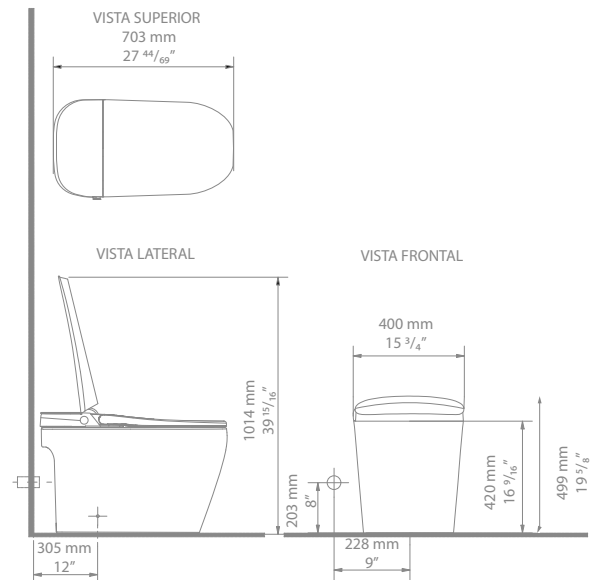 VISTA SUPERIOR
703 mm
27 44/69"
VISTA LATERAL
VISTA FRONTAL
400 mm
15 3/4"
1014 mm
39 15/16"
203 mm
8"
420 mm
16 9/16"
499 mm
19 5/8"
305 mm
12"
228 mm
9"